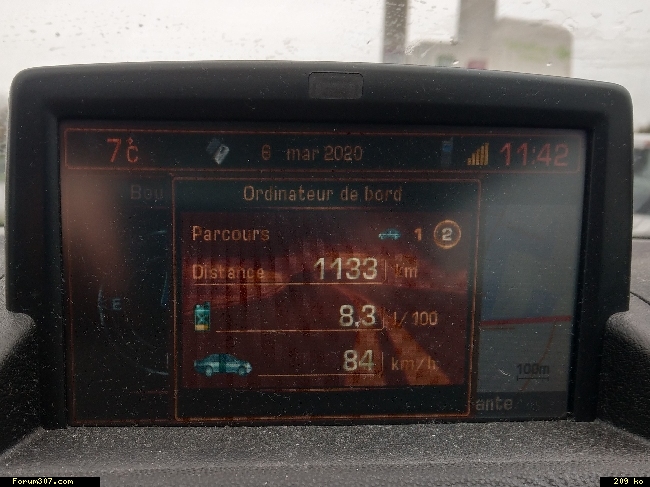 7°c 6 mar 2020 11:42
Ordinateur de bord
Parcours 1 2
Distance 1133 km
8,3 l/100
84 km/h
E
100m
ante
Forum307.com 209 ko